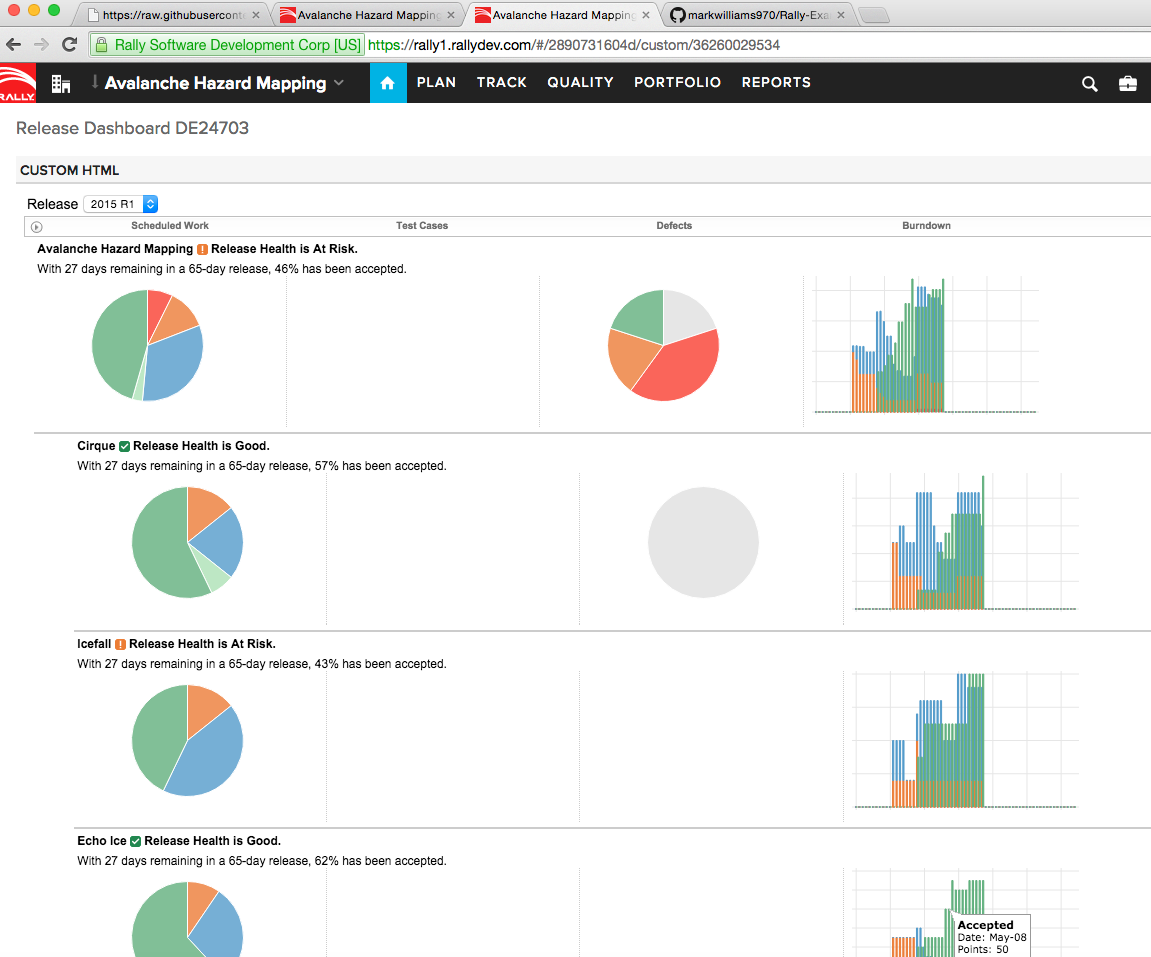 https://raw.githubuserconte
Avalanche Hazard Mapping
Avalanche Hazard Mapping
markwilliams970/Rally-Exa
Rally Software Development Corp [US] https://rally1.rallydev.com/#/2890731604d/custom/36260029534
RALLY
Avalanche Hazard Mapping
PLAN TRACK QUALITY PORTFOLIO REPORTS
Release Dashboard DE24703
CUSTOM HTML
Release 2015 R1
Scheduled Work Test Cases Defects Burndown
Avalanche Hazard Mapping ! Release Health is At Risk.
With 27 days remaining in a 65-day release, 46% has been accepted.
Cirque Release Health is Good.
With 27 days remaining in a 65-day release, 57% has been accepted.
Icefall ! Release Health is At Risk.
With 27 days remaining in a 65-day release, 43% has been accepted.
Echo Ice Release Health is Good.
With 27 days remaining in a 65-day release, 62% has been accepted.
Accepted
Date: May-08
Points: 50